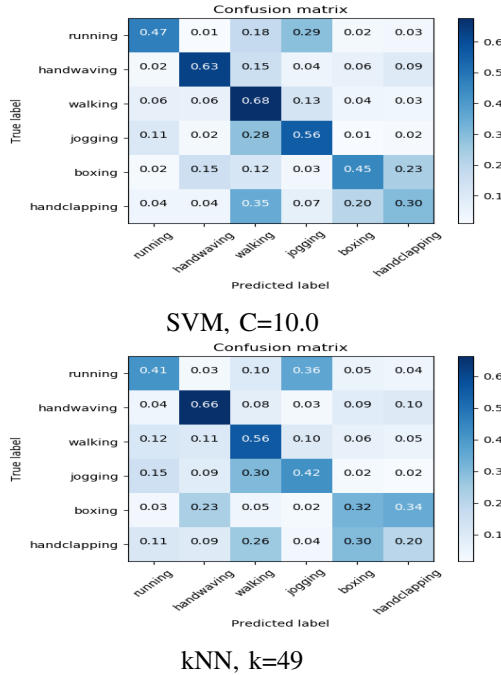 Confusion matrix
running 0.47 0.01 0.18 0.29 0.02 0.03
handwaving 0.02 0.63 0.15 0.04 0.06 0.09
walking 0.06 0.06 0.68 0.13 0.04 0.03
jogging 0.11 0.02 0.28 0.56 0.01 0.02
boxing 0.02 0.15 0.12 0.03 0.45 0.23
handclapping 0.04 0.04 0.35 0.07 0.20 0.30
True label
running handwaving walking jogging boxing handclapping
Predicted label
0.6
0.5
0.4
0.3
0.2
0.1
SVM, C=10.0
Confusion matrix
running 0.41 0.03 0.10 0.36 0.05 0.04
handwaving 0.04 0.66 0.08 0.03 0.09 0.10
walking 0.12 0.11 0.56 0.10 0.06 0.05
jogging 0.15 0.09 0.30 0.42 0.02 0.02
boxing 0.03 0.23 0.05 0.02 0.32 0.34
handclapping 0.11 0.09 0.26 0.04 0.30 0.20
True label
running handwaving walking jogging boxing handclapping
Predicted label
0.6
0.5
0.4
0.3
0.2
0.1
kNN, k=49